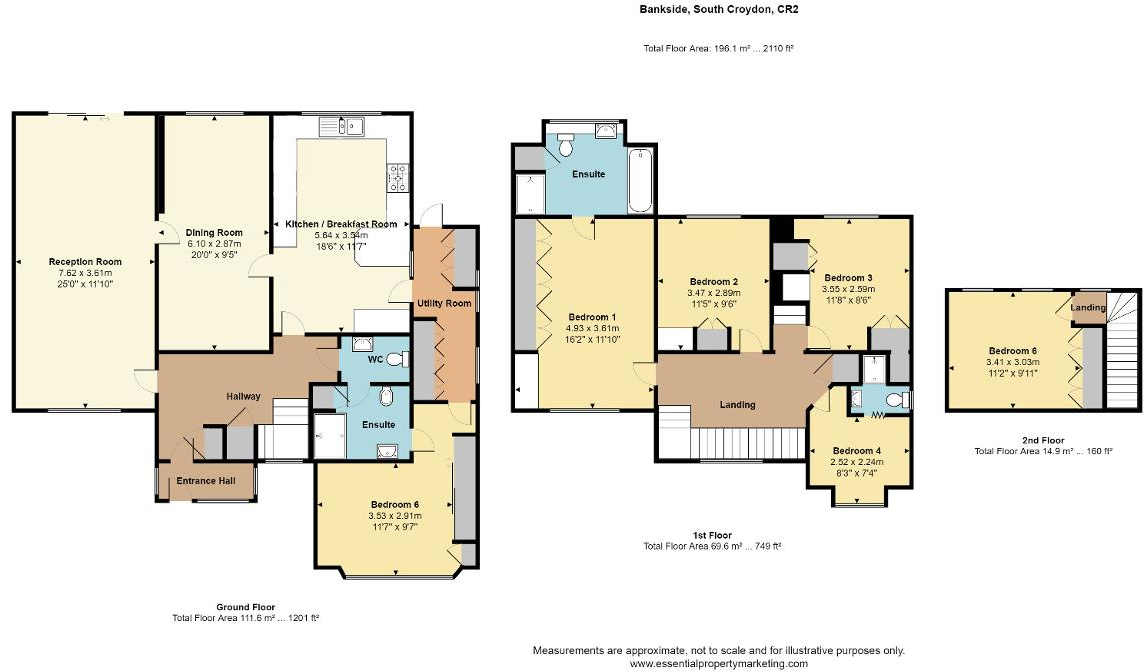 Bankside, South Croydon, CR2
Total Floor Area: 196.1 m² ... 2110 ft²
Reception Room
7.62 x 3.61m
25'0" x 11'10"
Dining Room
6.10 x 2.87m
20'0" x 9'5"
Kitchen / Breakfast Room
5.64 x 3.54m
18'6" x 11'7"
Utility Room
WC
Hallway
Ensuite
Entrance Hall
Bedroom 6
3.53 x 2.91m
11'7" x 9'7"
Ground Floor
Total Floor Area 111.6 m² ... 1201 ft²
Ensuite
Bedroom 1
4.93 x 3.61m
16'2" x 11'10"
Bedroom 2
3.47 x 2.89m
11'5" x 9'6"
Bedroom 3
3.55 x 2.59m
11'8" x 8'6"
Landing
Bedroom 4
2.52 x 2.24m
8'3" x 7'4"
1st Floor
Total Floor Area 69.6 m² ... 749 ft²
Landing
Bedroom 6
3.41 x 3.03m
11'2" x 9'11"
2nd Floor
Total Floor Area 14.9 m² ... 160 ft²
Measurements are approximate, not to scale and for illustrative purposes only.
www.essentialpropertymarketing.com